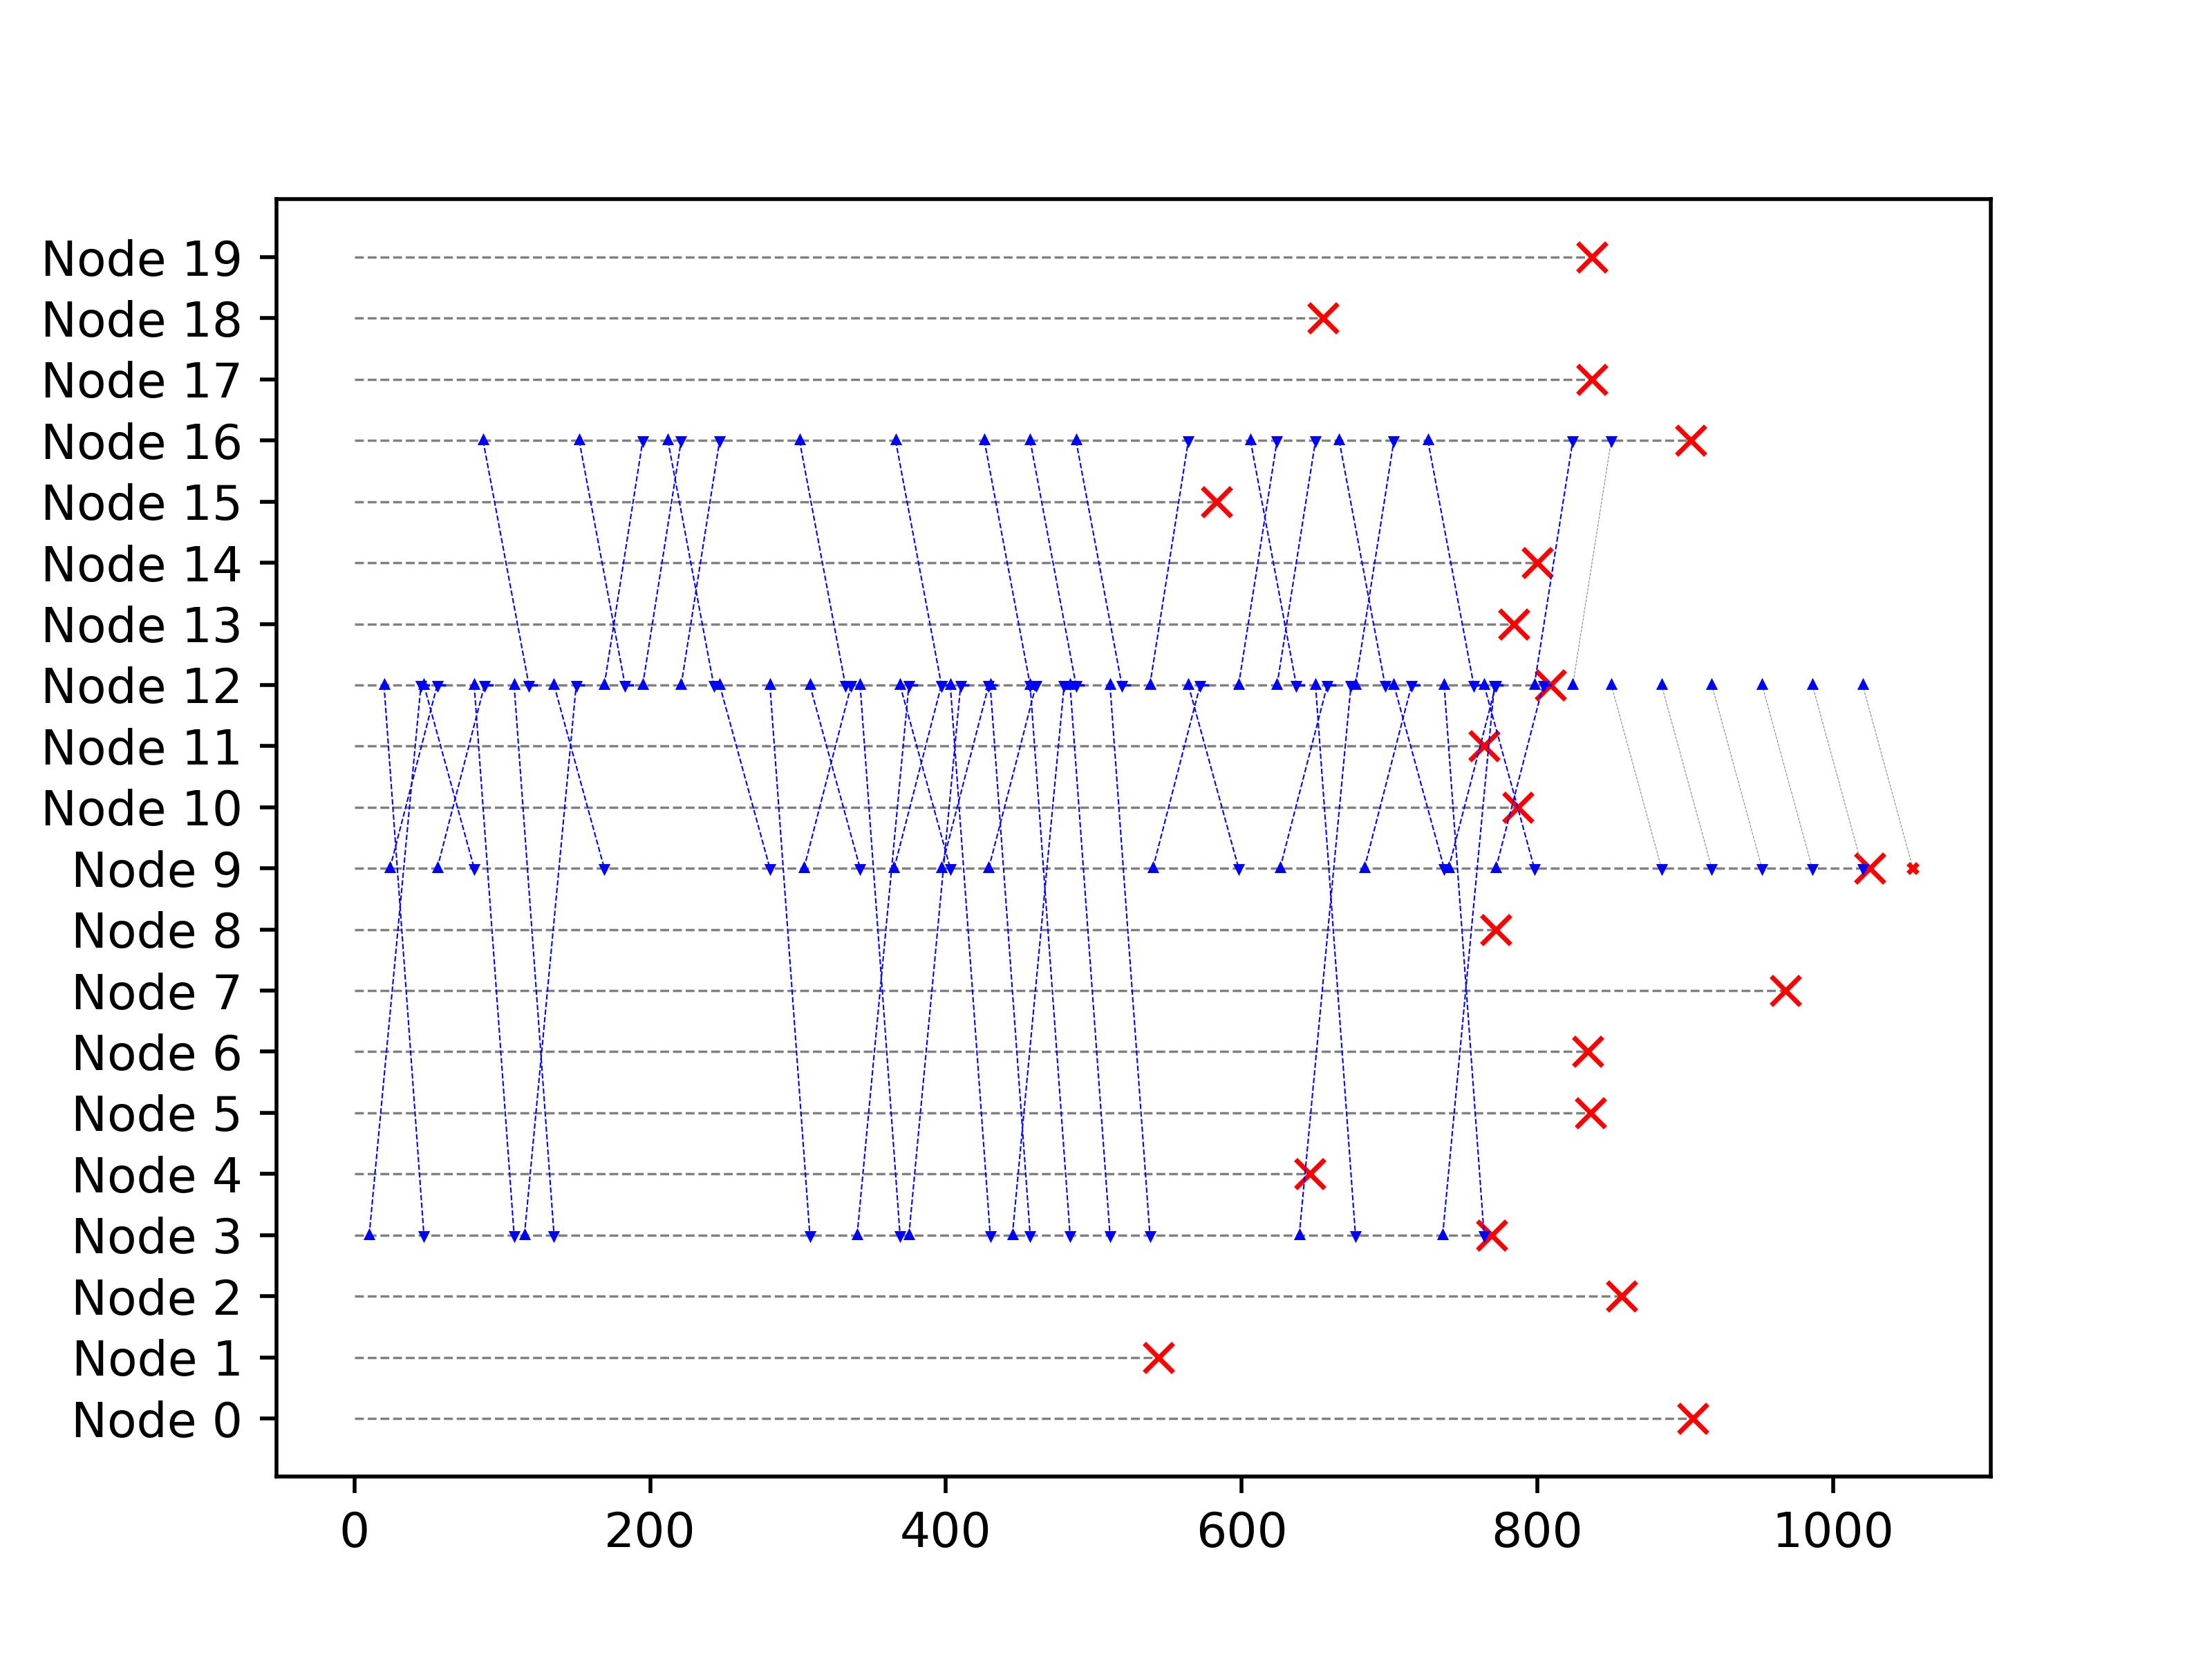 Node 19
Node 18
Node 17
Node 16
Node 15
Node 14
Node 13
Node 12
Node 11
Node 10
Node 9
Node 8
Node 7
Node 6
Node 5
Node 4
Node 3
Node 2
Node 1
Node 0
0 200 400 600 800 1000